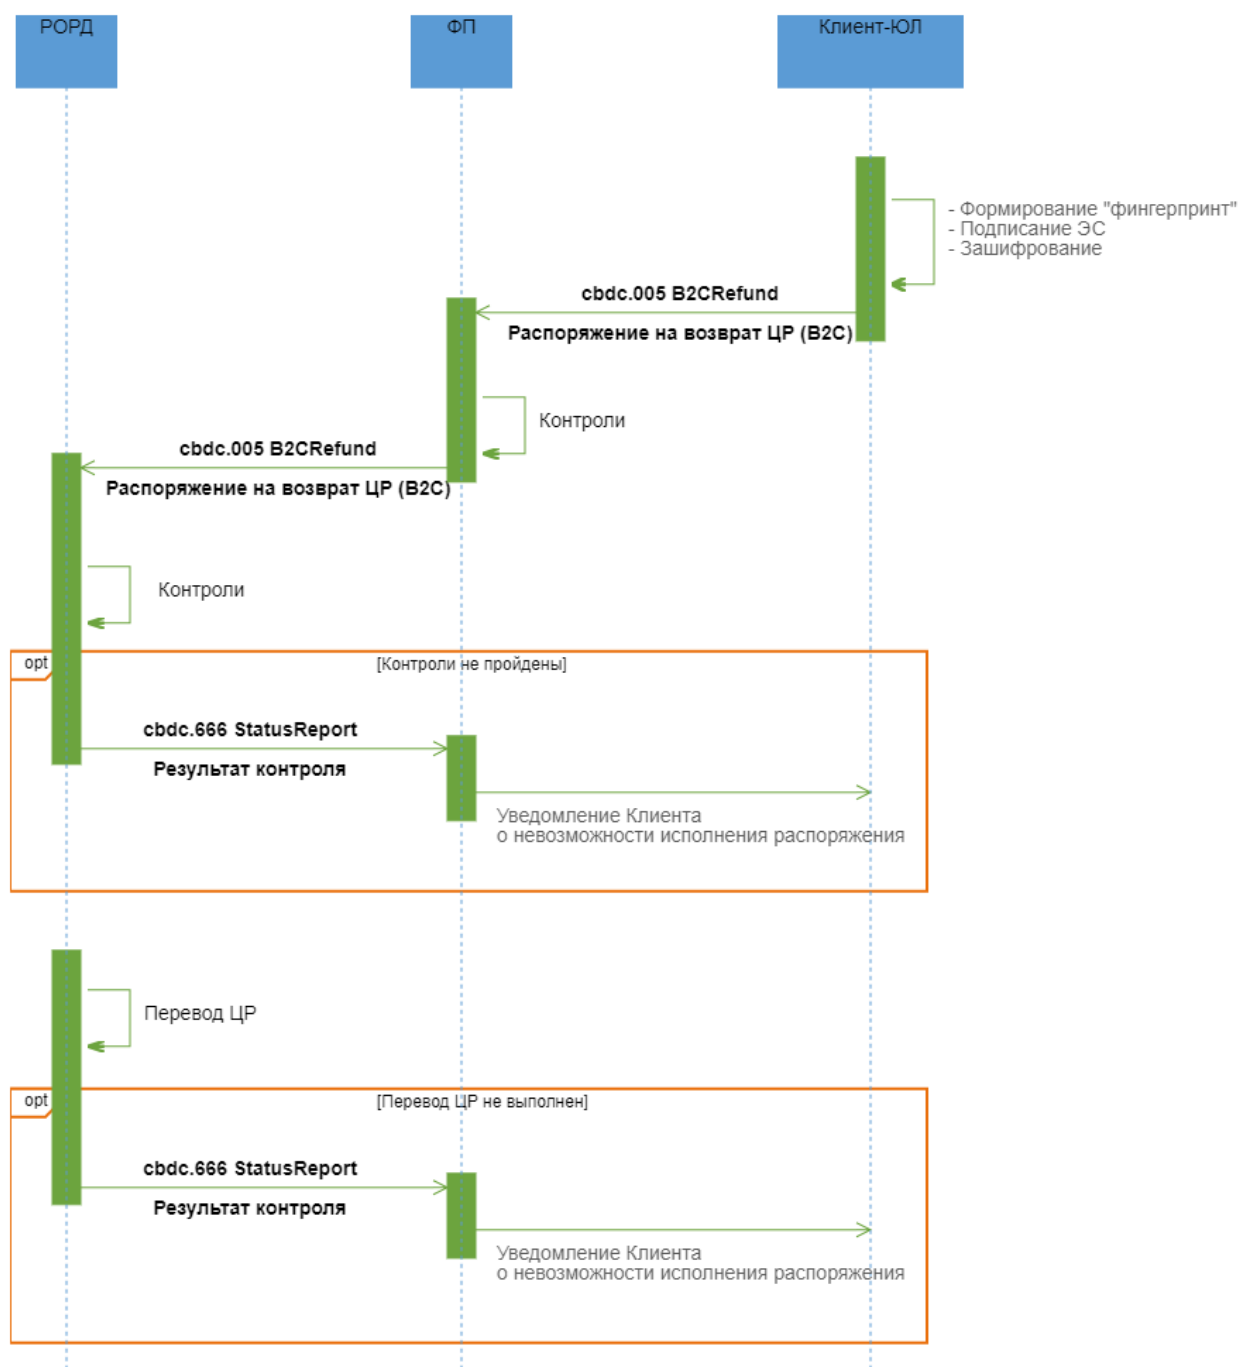 РОРД
ФП
Клиент-ЮЛ
- Формирование "фингерпринт"
- Подписание ЭС
- Зашифрование
cbdc.005 B2CRefund
Распоряжение на возврат ЦР (B2C)
Контроли
cbdc.005 B2CRefund
Распоряжение на возврат ЦР (B2C)
Контроли
opt
[Контроли не пройдены]
cbdc.666 StatusReport
Результат контроля
Уведомление Клиента
о невозможности исполнения распоряжения
Перевод ЦР
opt
[Перевод ЦР не выполнен]
cbdc.666 StatusReport
Результат контроля
Уведомление Клиента
о невозможности исполнения распоряжения